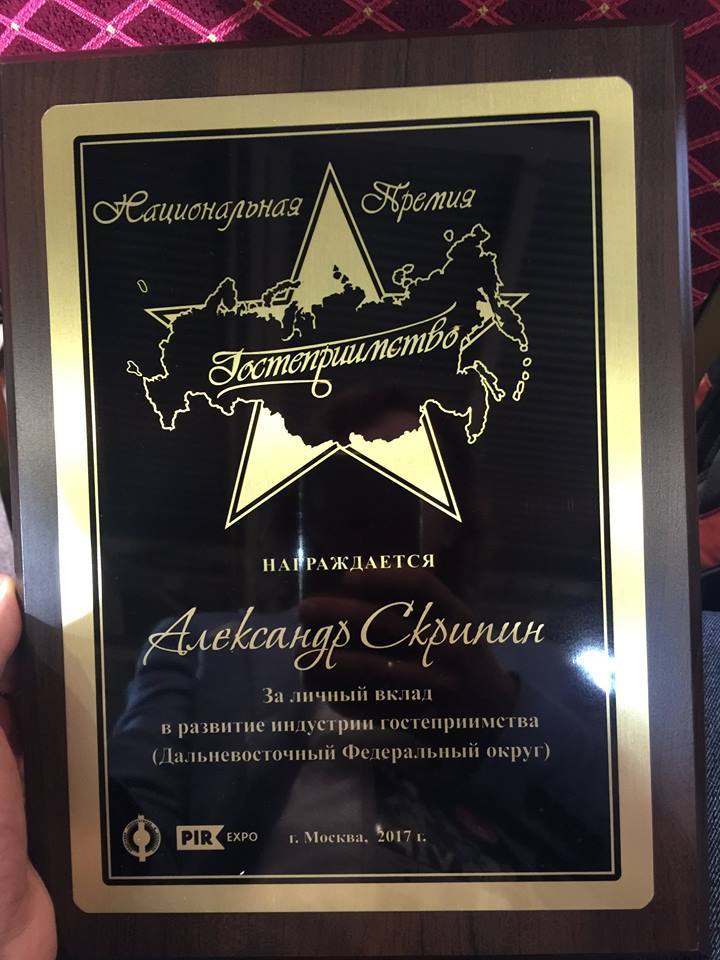 Национальная Премия
Гостеприимство
НАГРАЖДАЕТСЯ
Александр Скрипин
За личный вклад
в развитие индустрии гостеприимства
(Дальневосточный Федеральный округ)
PIR EXPO г. Москва, 2017 г.